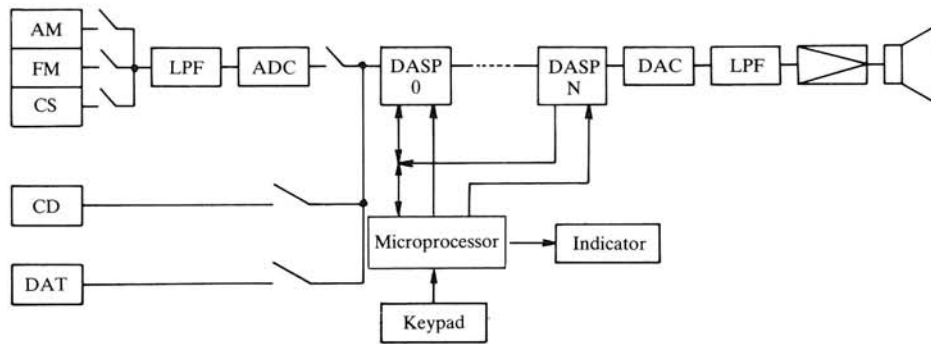 AM
FM
CS
LPF
ADC
DASP
0
DASP
N
DAC
LPF
CD
DAT
Microprocessor
Indicator
Keypad